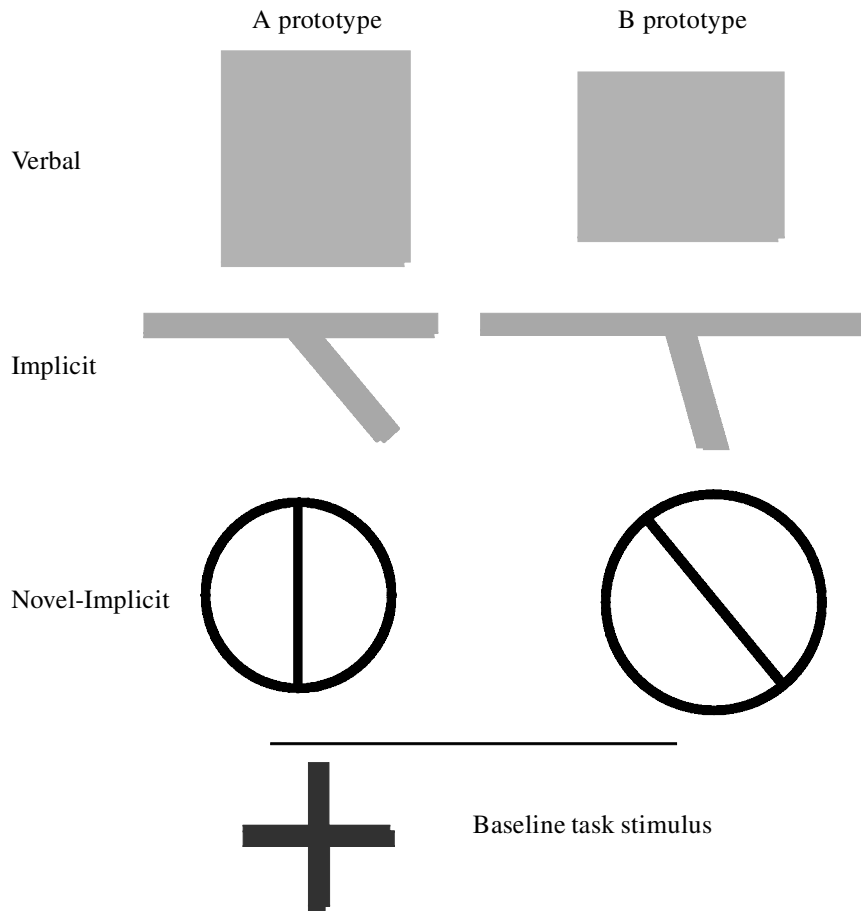 A prototype
B prototype
Verbal
Implicit
Novel-Implicit
Baseline task stimulus